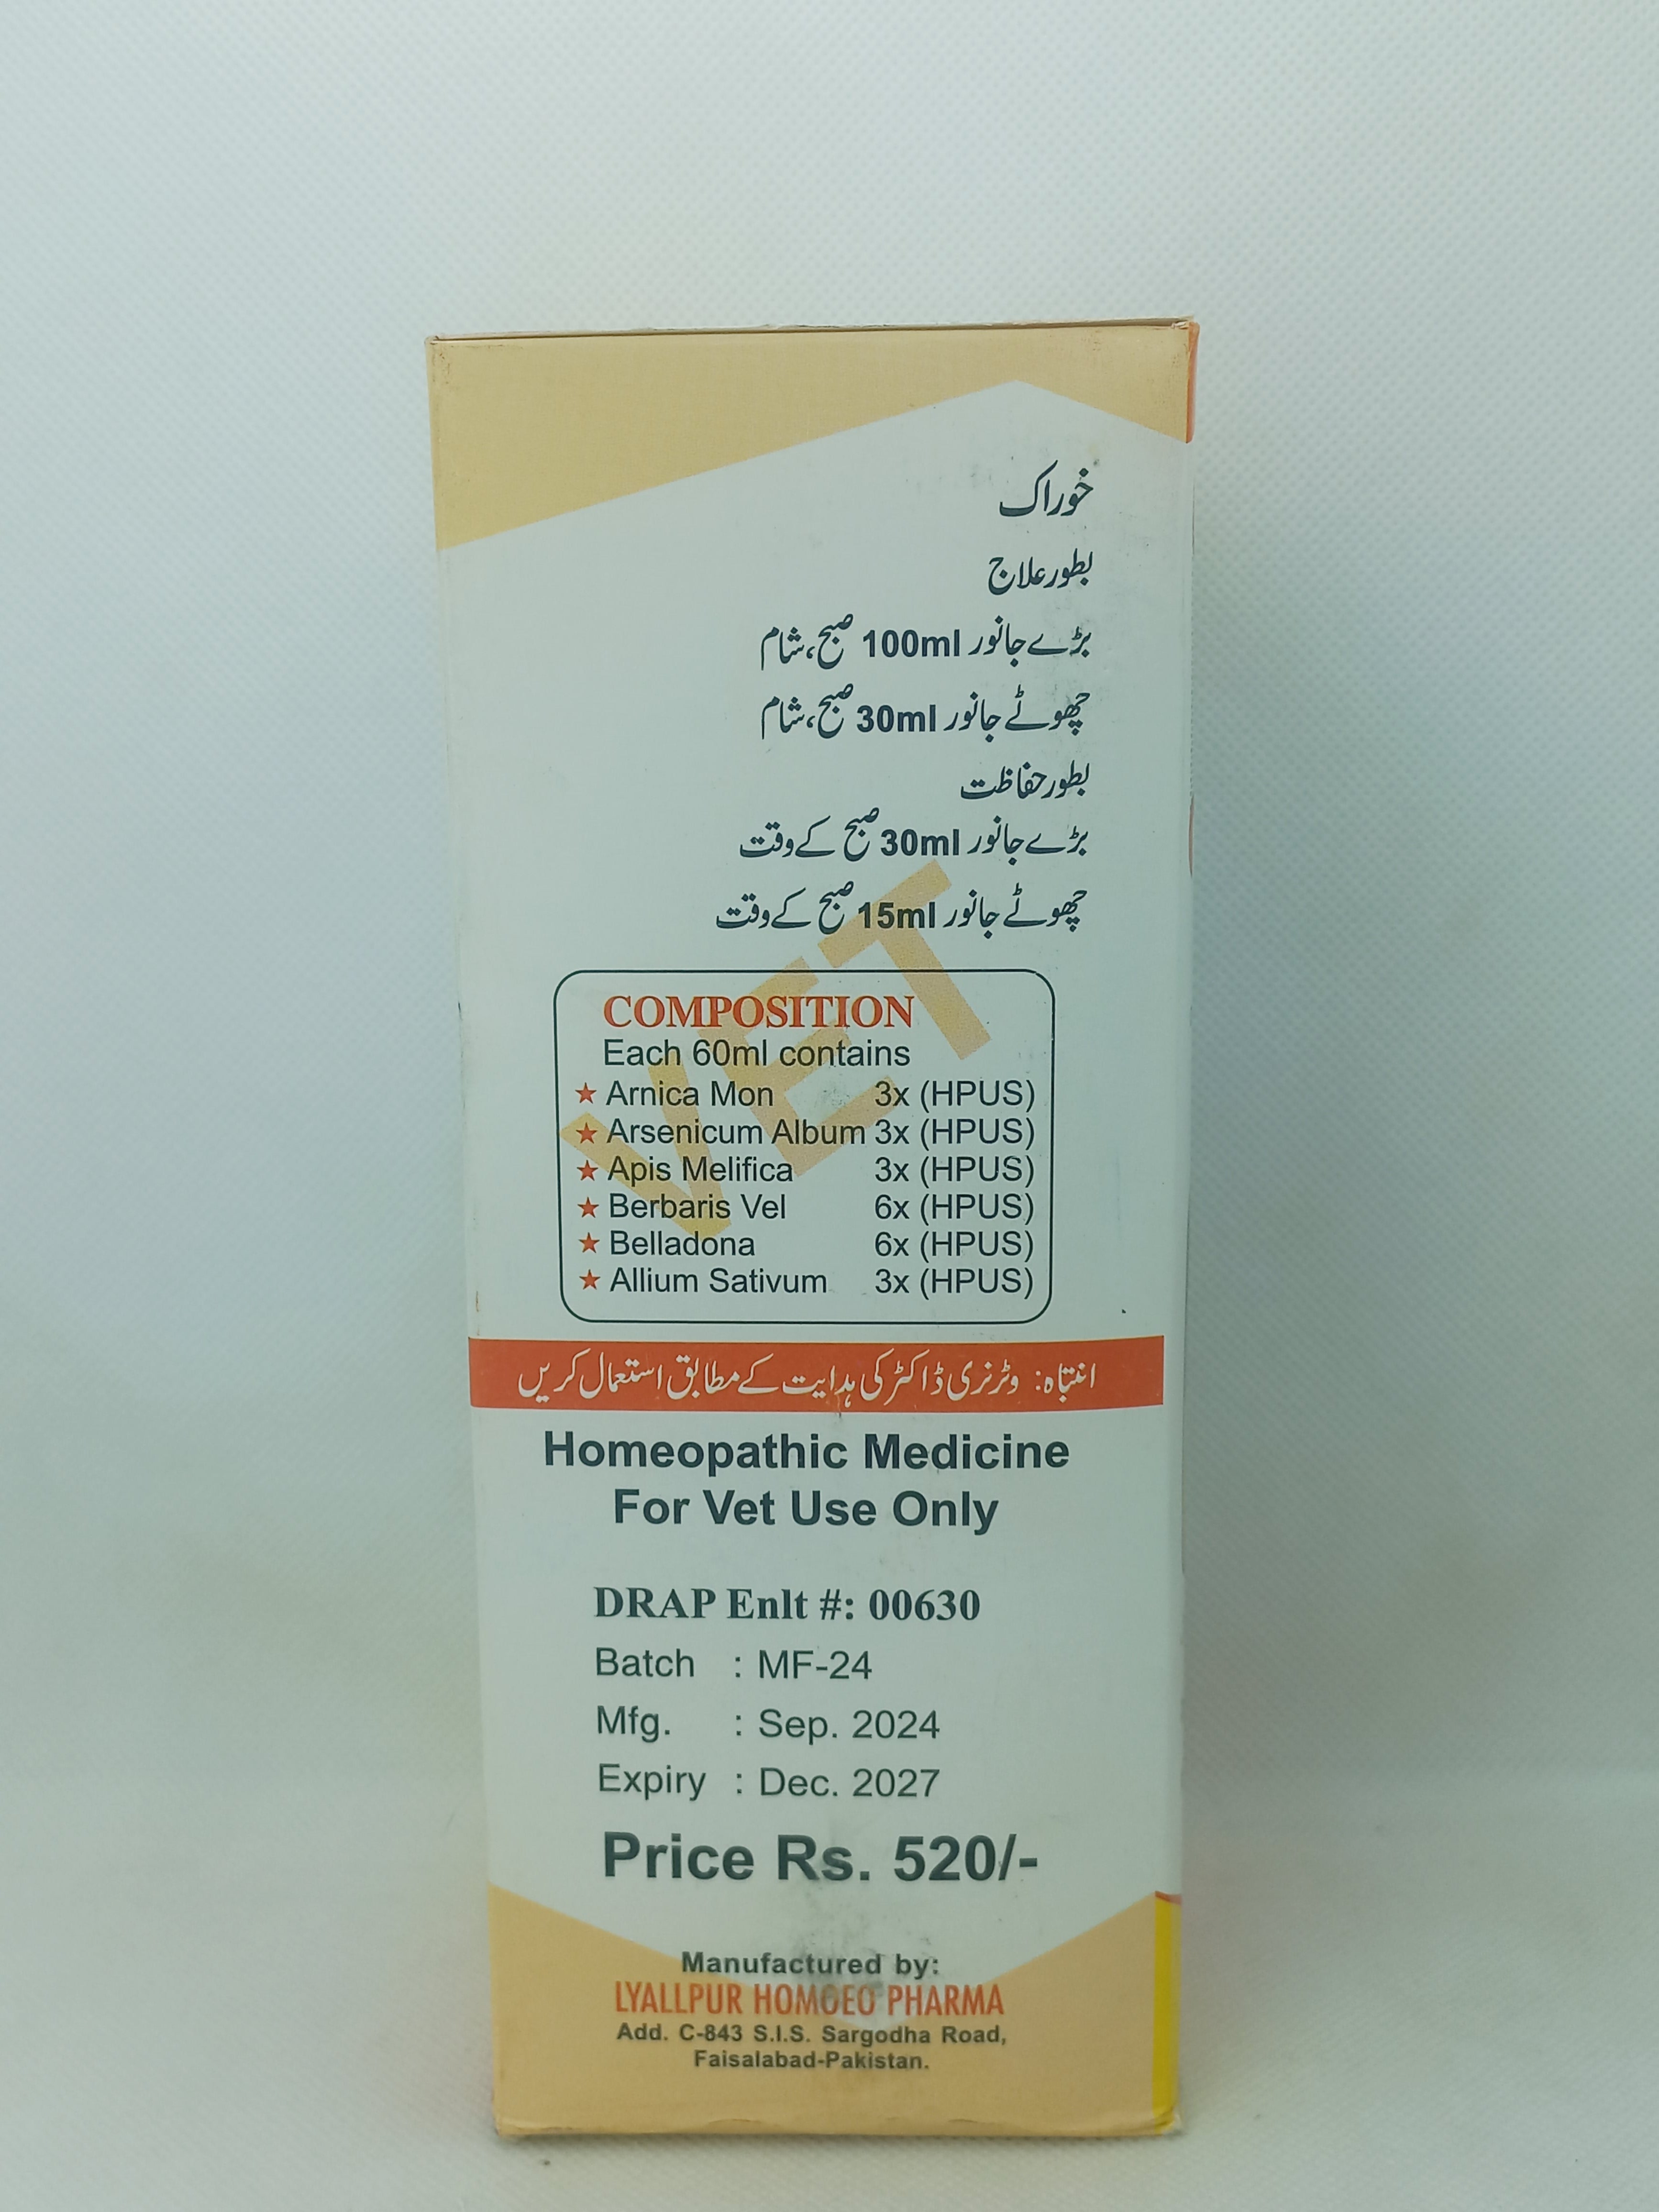 خوراک
بطور علاج
بڑے جانور 100ml صبح، شام
چھوٹے جانور 30ml صبح، شام
بطور حفاظت
بڑے جانور 30ml صبح کے وقت
چھوٹے جانور 15ml صبح کے وقت
VET
COMPOSITION
Each 60ml contains
★ Arnica Mon 3x (HPUS)
★ Arsenicum Album 3x (HPUS)
★ Apis Melifica 3x (HPUS)
★ Berbaris Vel 6x (HPUS)
★ Belladona 6x (HPUS)
★ Allium Sativum 3x (HPUS)
انتباہ: وٹرنری ڈاکٹر کی ہدایت کے مطابق استعمال کریں
Homeopathic Medicine
For Vet Use Only
DRAP Enlt #: 00630
Batch : MF-24
Mfg. : Sep. 2024
Expiry : Dec. 2027
Price Rs. 520/-
Manufactured by:
LYALLPUR HOMOEO PHARMA
Add. C-843 S.I.S. Sargodha Road,
Faisalabad-Pakistan.